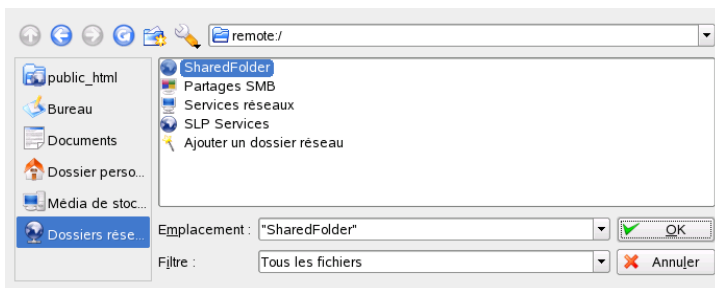 remote:/
public_html
Bureau
Documents
Dossier perso...
Média de stoc...
Dossiers rése...
SharedFolder
Partages SMB
Services réseaux
SLP Services
Ajouter un dossier réseau
Emplacement : "SharedFolder" OK
Filtre : Tous les fichiers Annuler